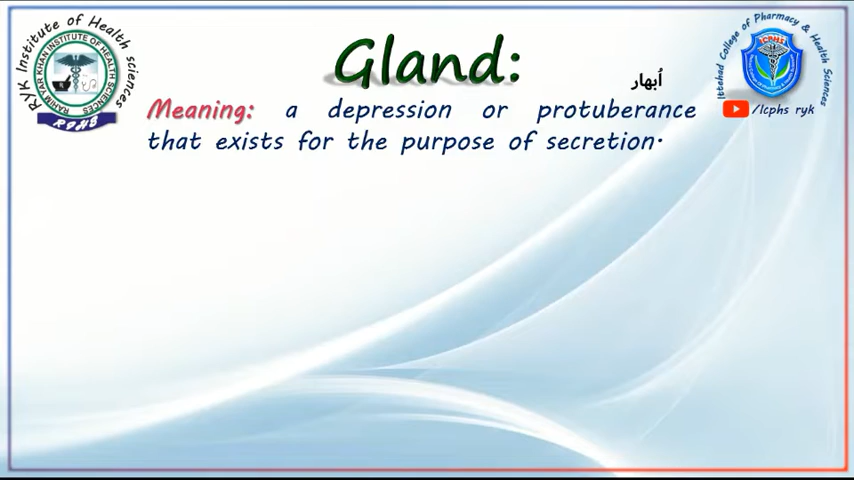 RYK Institute of Health sciences
RAHIM YAR KHAN INSTITUTE OF HEALTH SCIENCES
RIHS
Gland:
اُبھار
Meaning: a depression or protuberance
that exists for the purpose of secretion.
Ittehad College of Pharmacy & Health Sciences
ICPHS
/Icphs ryk